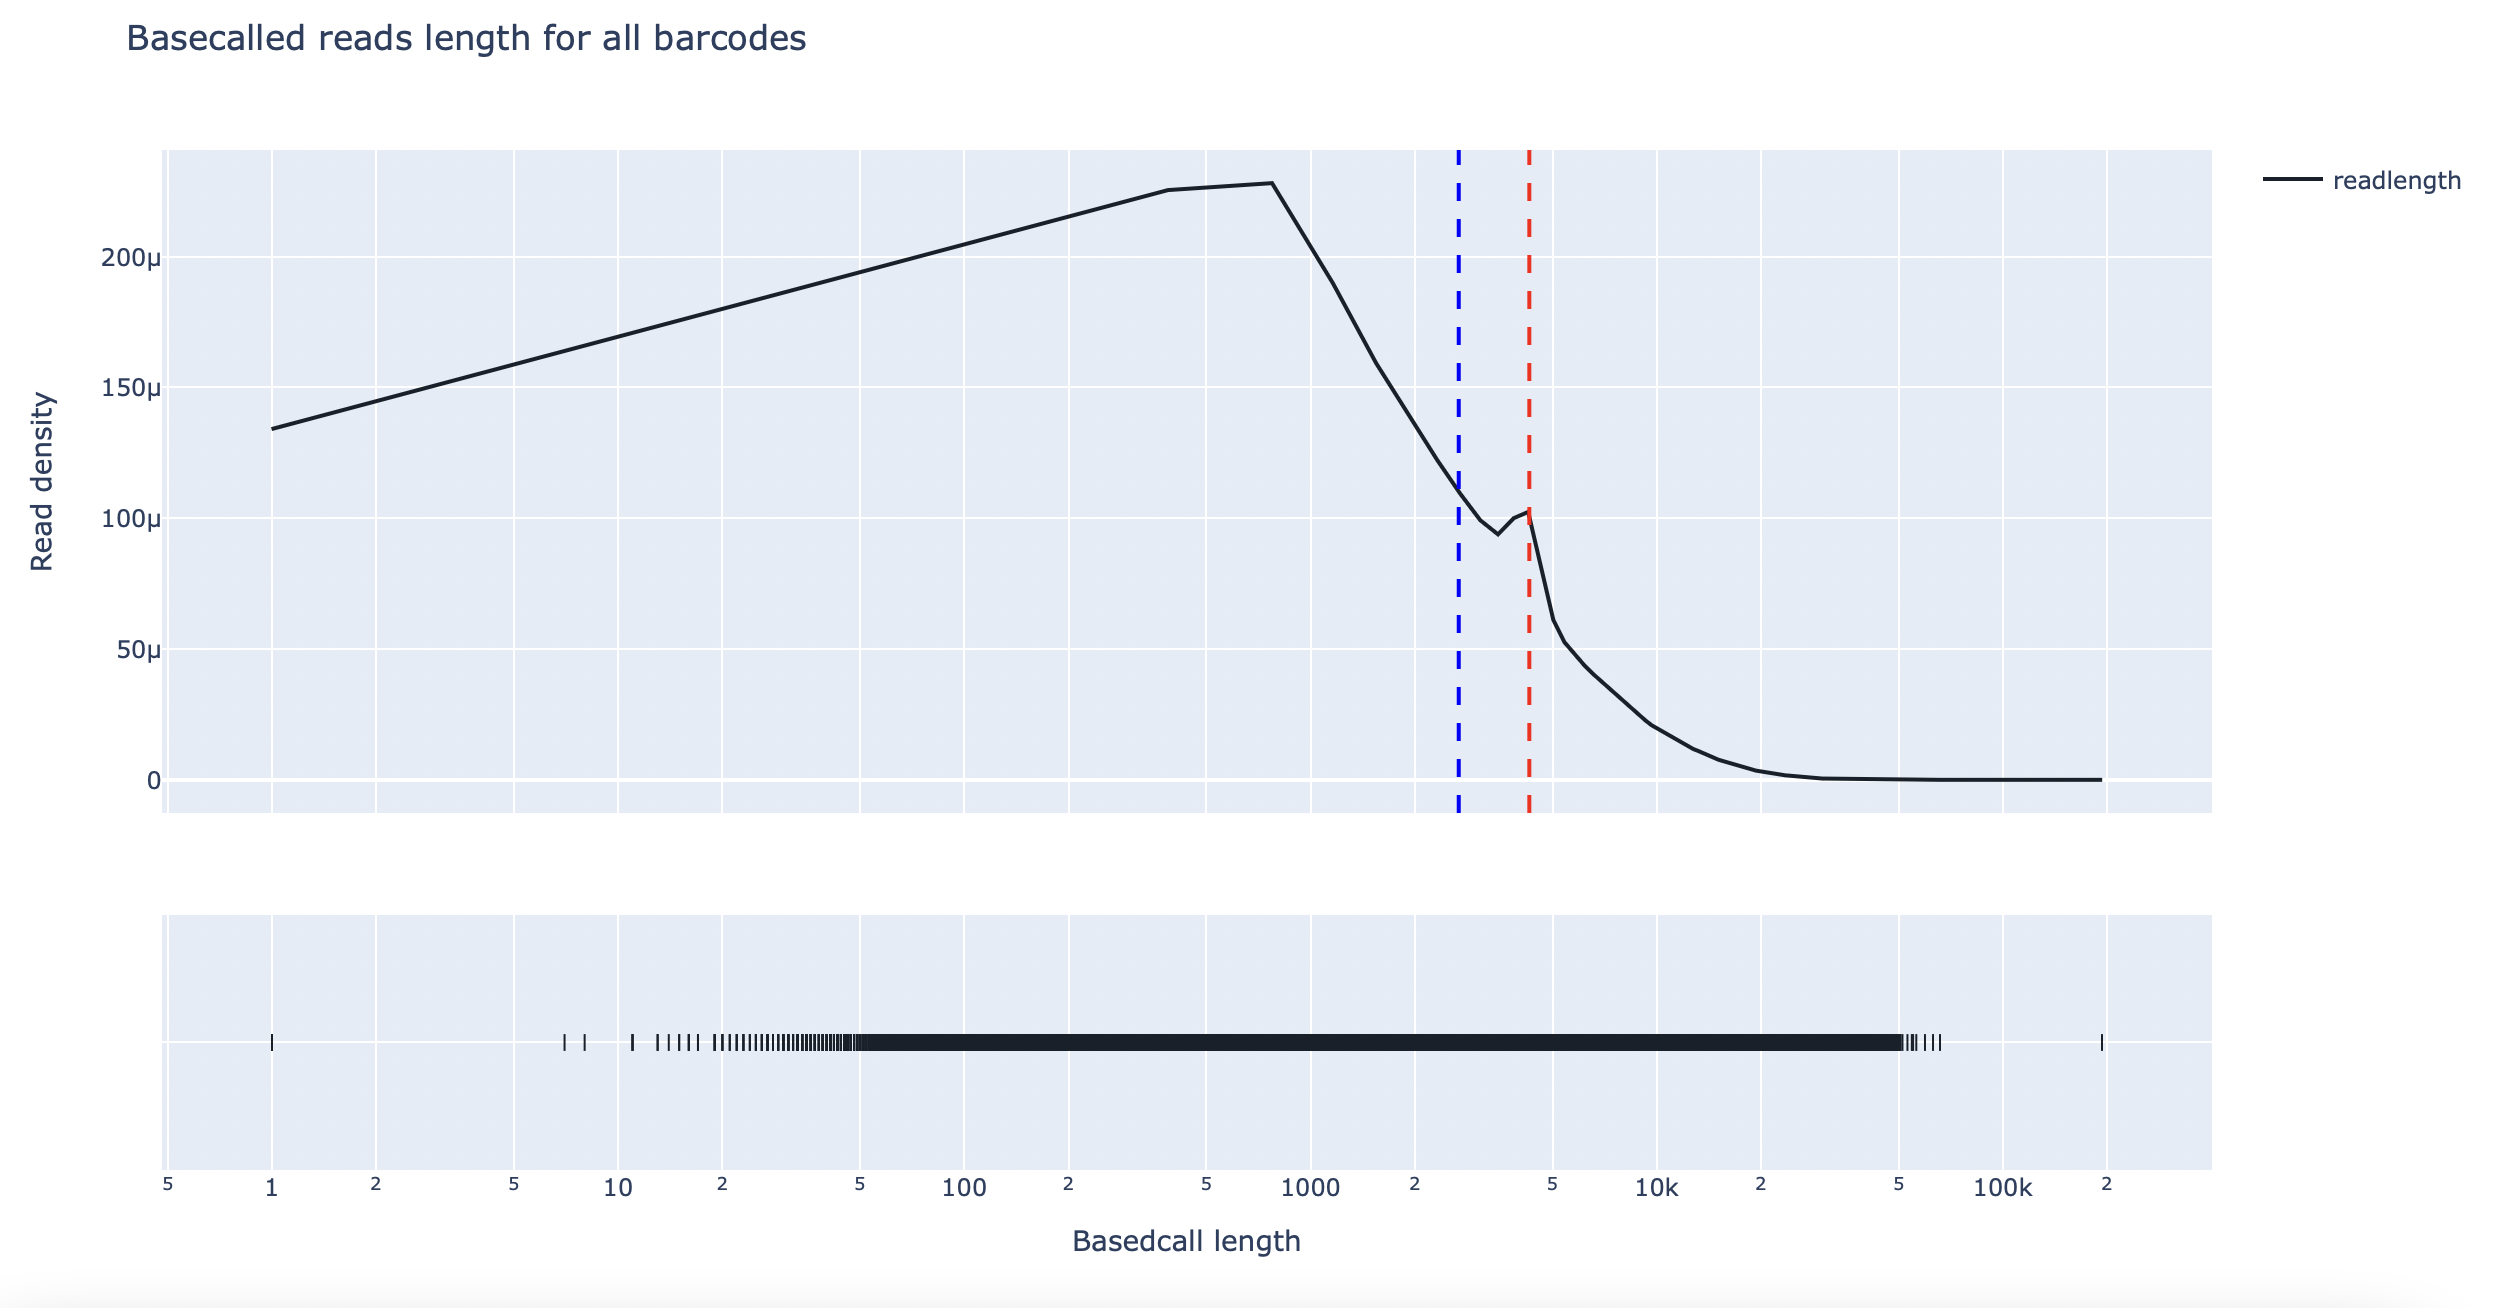 Basecalled reads length for all barcodes
readlength
200µ
150µ
100µ
50µ
0
Read density
5 1 2 5 10 2 5 100 2 5 1000 2 5 10k 2 5 100k 2
Basedcall length